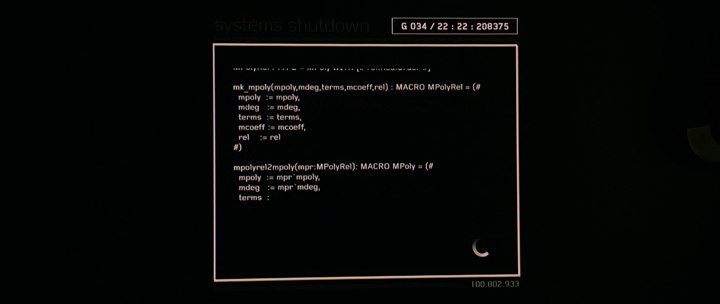 systems shutdown
G 034 / 22 : 22 : 208375
mk_mpoly(mpoly,mdeg,terms,mcoeff,rel) : MACRO MPolyRel = (#
mpoly := mpoly,
mdeg := mdeg,
terms := terms,
mcoeff := mcoeff,
rel := rel
#)
mpolyrel2mpoly(mpr:MPolyRel): MACRO MPoly = (#
mpoly := mpr`mpoly,
mdeg := mpr`mdeg,
terms :
100.802.933